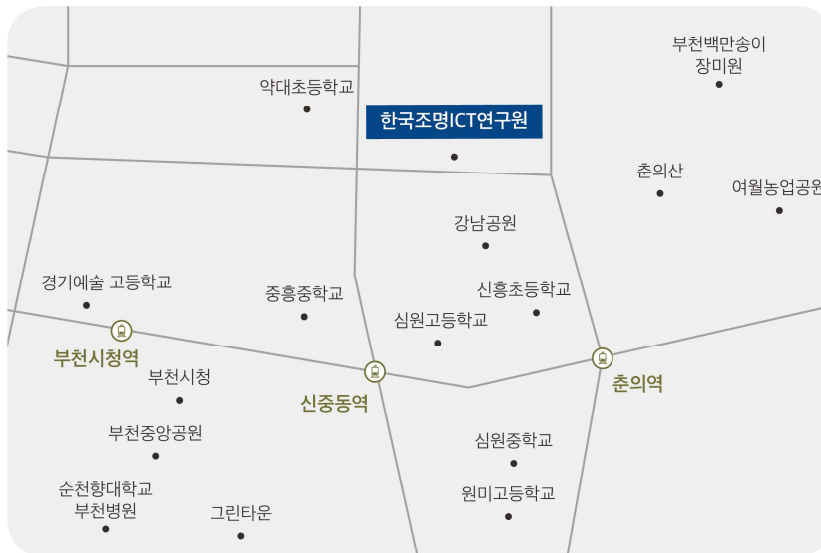 부천백만송이
장미원
약대초등학교
한국조명ICT연구원
춘의산
여월농업공원
강남공원
경기예술 고등학교
중흥중학교
신흥초등학교
심원고등학교
부천시청역
부천시청
신중동역
춘의역
부천중앙공원
심원중학교
순천향대학교
부천병원
원미고등학교
그린타운